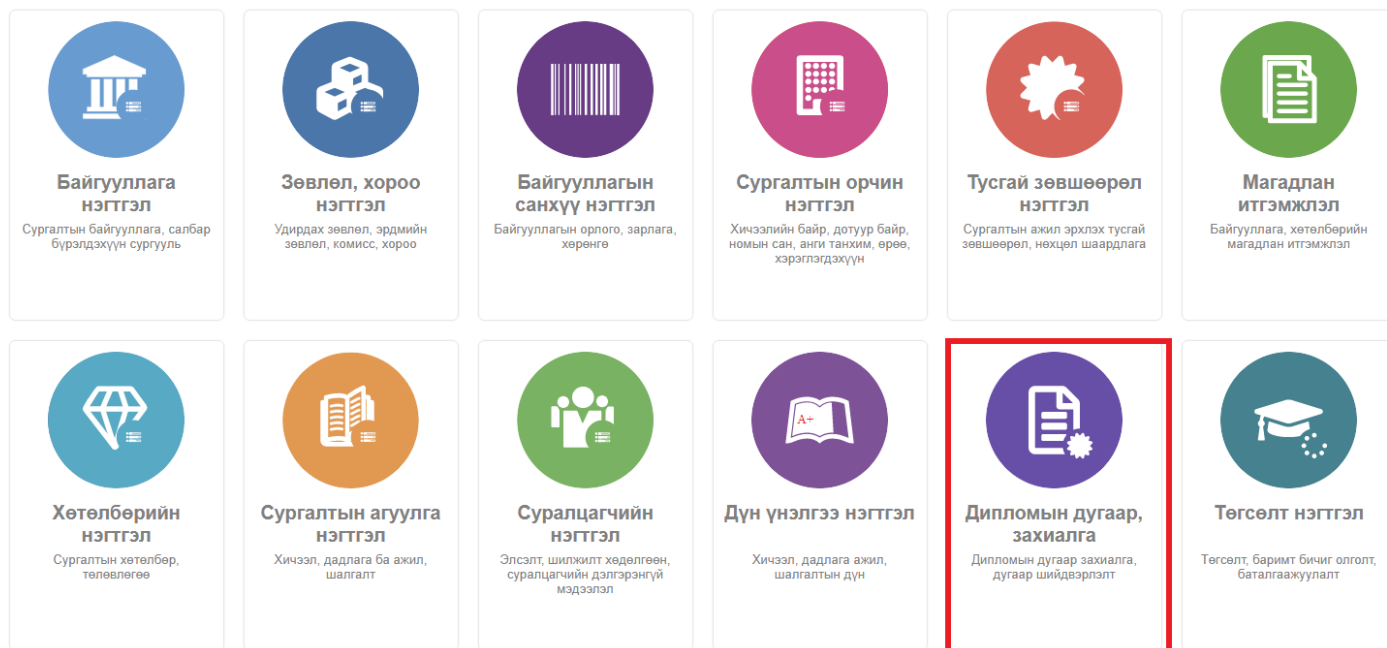 Байгууллага
нэгтгэл
Сургалтын байгууллага, салбар
бүрэлдэхүүн сургууль
Зөвлөл, хороо
нэгтгэл
Удирдах зөвлөл, эрдмийн
зөвлөл, комисс, хороо
Байгууллагын
санхүү нэгтгэл
Байгууллагын орлого, зарлага,
хөрөнгө
Сургалтын орчин
нэгтгэл
Хичээлийн байр, дотуур байр,
номын сан, анги танхим, өрөө,
хэрэглэгдэхүүн
Тусгай зөвшөөрөл
нэгтгэл
Сургалтын ажил эрхлэх тусгай
зөвшөөрөл, нөхцөл шаардлага
Магадлан
итгэмжлэл
Байгууллага, хөтөлбөрийн
магадлан итгэмжлэл
Хөтөлбөрийн
нэгтгэл
Сургалтын хөтөлбөр,
төлөвлөгөө
Сургалтын агуулга
нэгтгэл
Хичээл, дадлага ба ажил,
шалгалт
Суралцагчийн
нэгтгэл
Элсэлт, шилжилт хөдөлгөөн,
суралцагчийн дэлгэрэнгүй
мэдээлэл
A+
Дүн үнэлгээ нэгтгэл
Хичээл, дадлага ажил,
шалгалтын дүн
Дипломын дугаар,
захиалга
Дипломын дугаар захиалга,
дугаар шийдвэрлэлт
Төгсөлт нэгтгэл
Төгсөлт, баримт бичиг олголт,
баталгаажуулалт